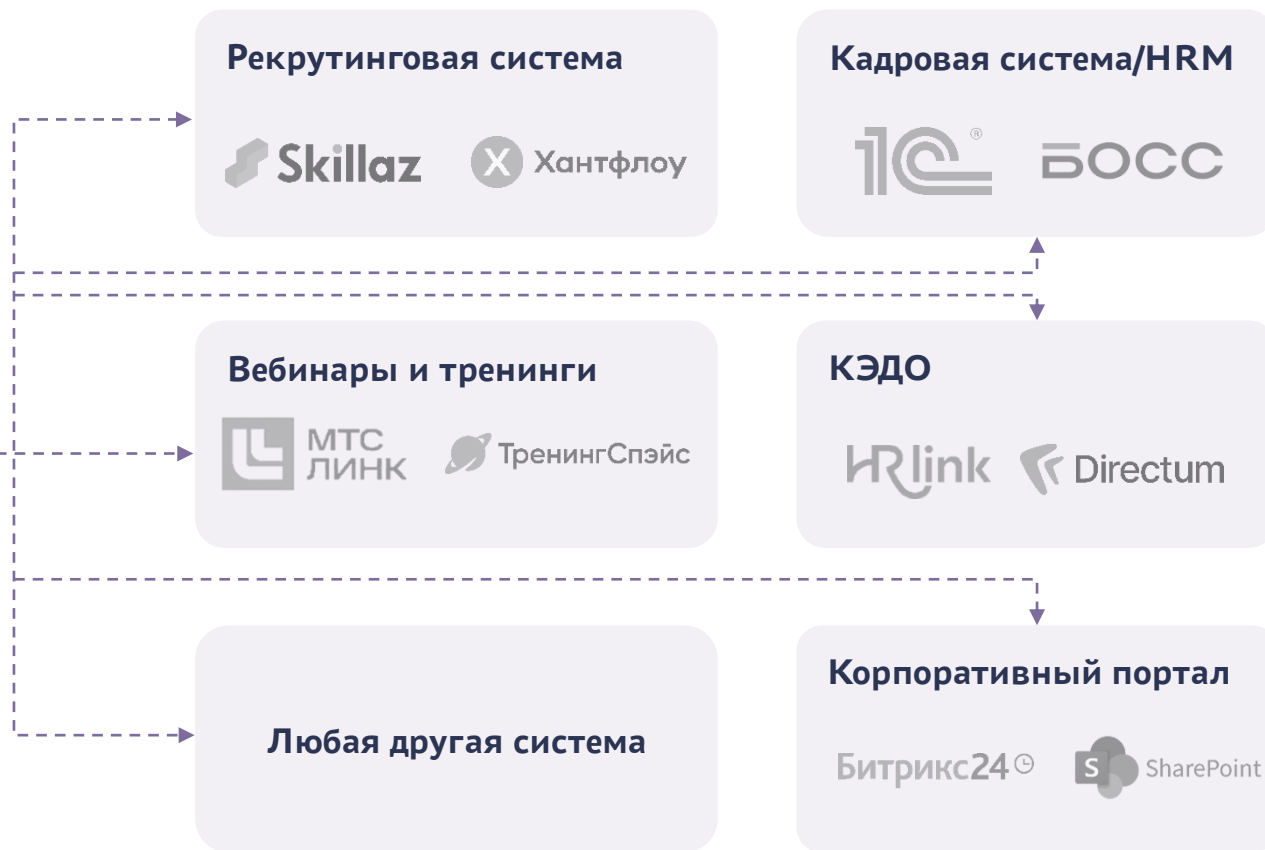 Рекрутинговая система
Skillaz
Х Хантфлоу
Кадровая система/HRM
1С ®
БОСС
Вебинары и тренинги
МТС
ЛИНК
ТренингСпэйс
КЭДО
HRlink
Directum
Любая другая система
Корпоративный портал
Битрикс24
S SharePoint